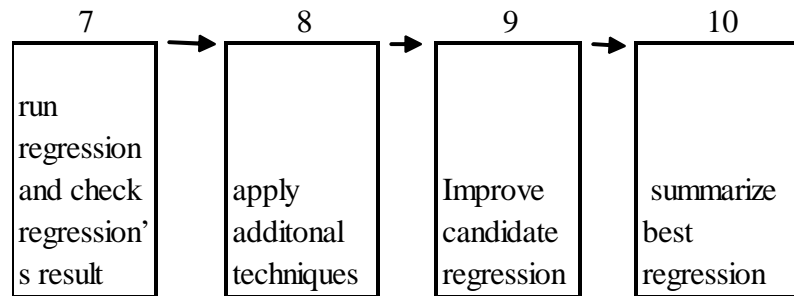 7
8
9
10
run
regression
and check
regression’
s result
apply
additonal
techniques
Improve
candidate
regression
summarize
best
regression